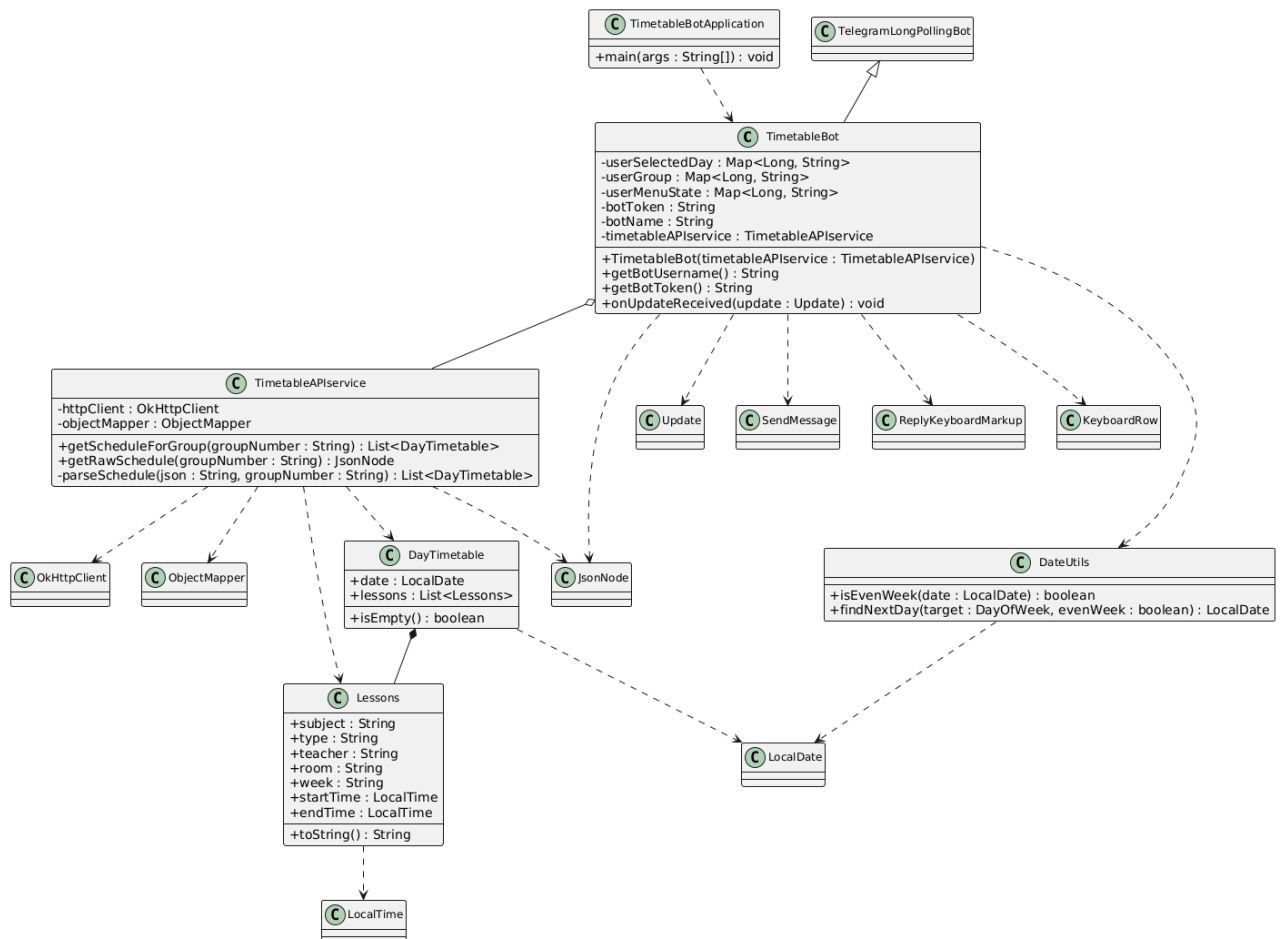 C TimetableBotApplication
+main(args : String[]) : void
C TelegramLongPollingBot
C TimetableBot
-userSelectedDay : Map<Long, String>
-userGroup : Map<Long, String>
-userMenuState : Map<Long, String>
-botToken : String
-botName : String
-timetableAPIservice : TimetableAPIservice
+TimetableBot(timetableAPIservice : TimetableAPIservice)
+getBotUsername() : String
+getBotToken() : String
+onUpdateReceived(update : Update) : void
C TimetableAPIservice
-httpClient : OkHttpClient
-objectMapper : ObjectMapper
+getScheduleForGroup(groupNumber : String) : List<DayTimetable>
+getRawSchedule(groupNumber : String) : JsonNode
-parseSchedule(json : String, groupNumber : String) : List<DayTimetable>
C Update
C SendMessage
C ReplyKeyboardMarkup
C KeyboardRow
C OkHttpClient
C ObjectMapper
C DayTimetable
+date : LocalDate
+lessons : List<Lessons>
+isEmpty() : boolean
C JsonNode
C DateUtils
+isEvenWeek(date : LocalDate) : boolean
+findNextDay(target : DayOfWeek, evenWeek : boolean) : LocalDate
C Lessons
+subject : String
+type : String
+teacher : String
+room : String
+week : String
+startTime : LocalTime
+endTime : LocalTime
+toString() : String
C LocalDate
C LocalTime